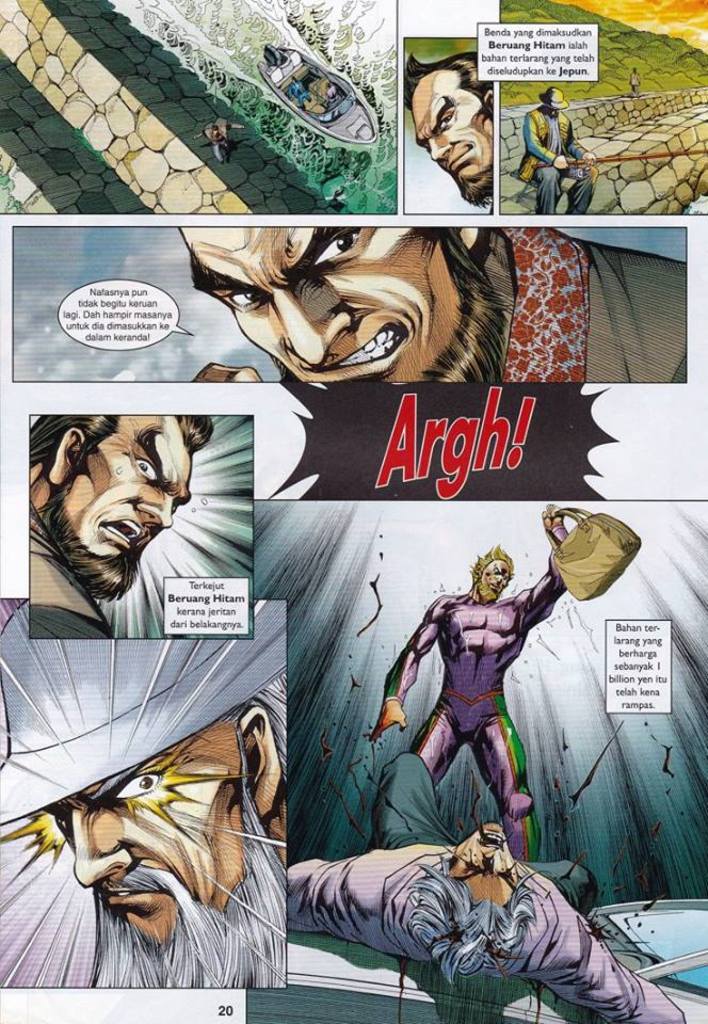 Benda yang dimaksudkan
Beruang Hitam ialah
bahan terlarang yang telah
diseludupkan ke Jepun.
Nafasnya pun
tidak begitu keruan
lagi. Dah hampir masanya
untuk dia dimasukkan ke
dalam keranda!
Argh!
Terkejut
Beruang Hitam
kerana jeritan
dari belakangnya.
Bahan ter-
larang yang
berharga
sebanyak 1
billion yen itu
telah kena
rampas.
20